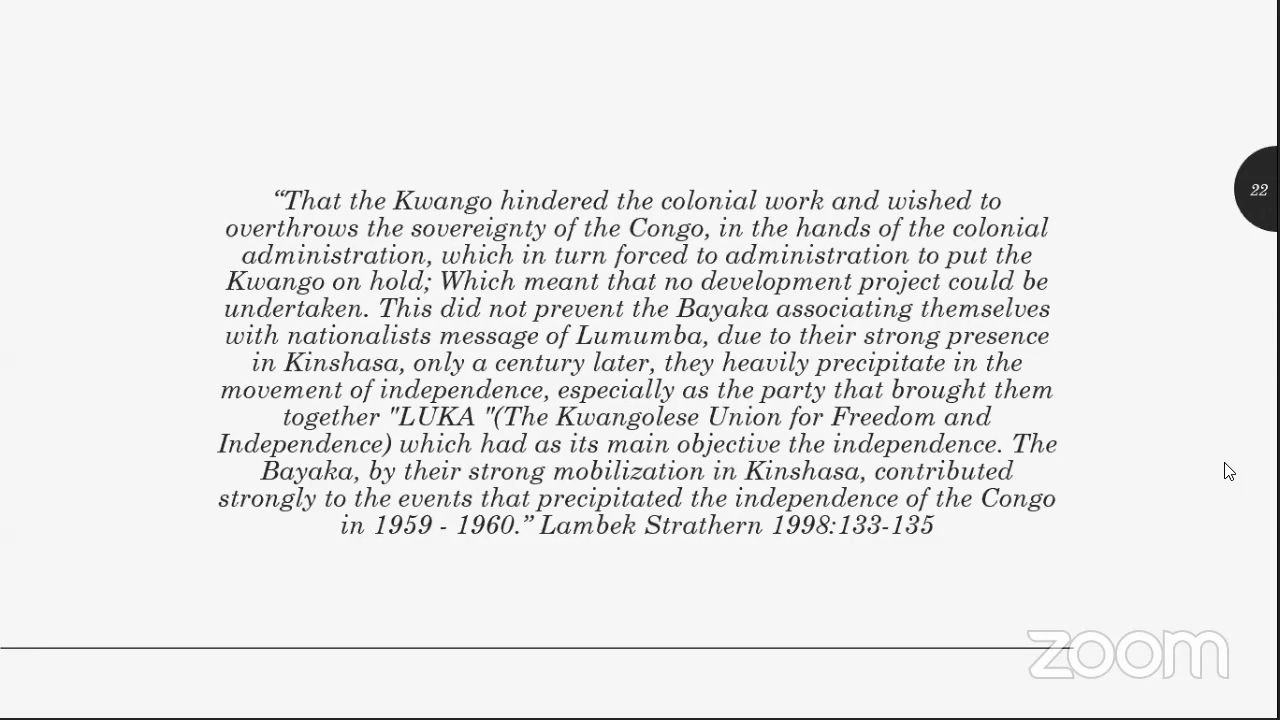 “That the Kwango hindered the colonial work and wished to
overthrows the sovereignty of the Congo, in the hands of the colonial
administration, which in turn forced to administration to put the
Kwango on hold; Which meant that no development project could be
undertaken. This did not prevent the Bayaka associating themselves
with nationalists message of Lumumba, due to their strong presence
in Kinshasa, only a century later, they heavily precipitate in the
movement of independence, especially as the party that brought them
together "LUKA "(The Kwangolese Union for Freedom and
Independence) which had as its main objective the independence. The
Bayaka, by their strong mobilization in Kinshasa, contributed
strongly to the events that precipitated the independence of the Congo
in 1959 - 1960.” Lambek Strathern 1998:133-135
22
zoom